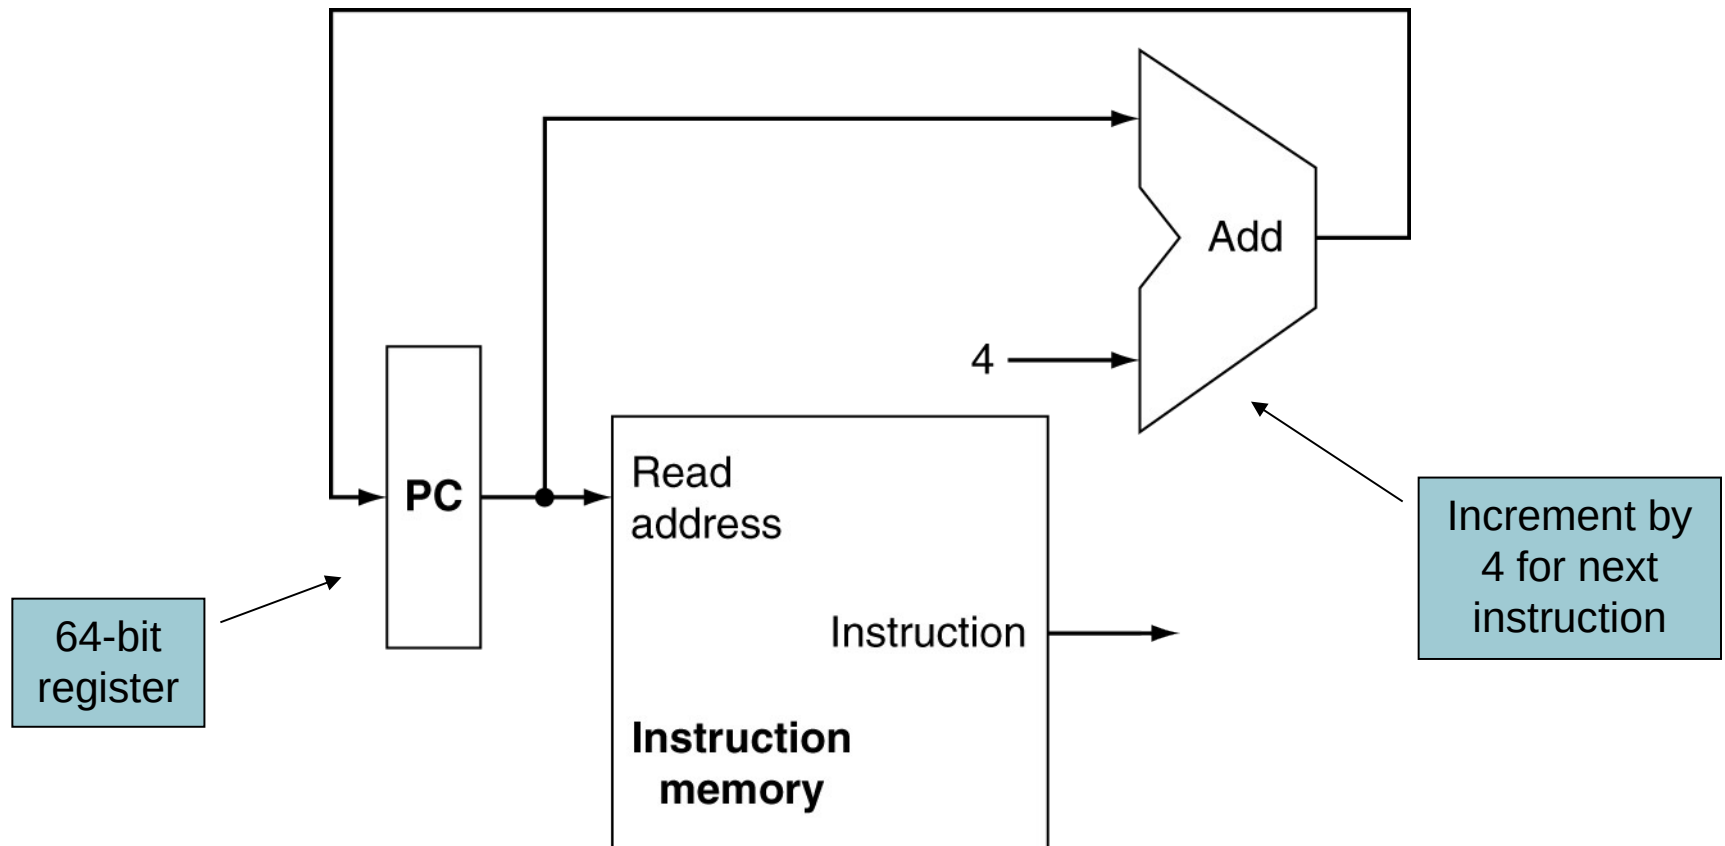 Add
4
PC
Read
address
Instruction
Instruction
memory
64-bit
register
Increment by
4 for next
instruction